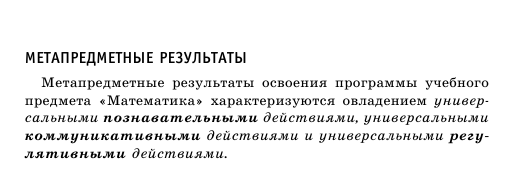 МЕТАПРЕДМЕТНЫЕ РЕЗУЛЬТАТЫ
Метапредметные результаты освоения программы учебного
предмета «Математика» характеризуются овладением универ-
сальными познавательными действиями, универсальными
коммуникативными действиями и универсальными регу-
лятивными действиями.